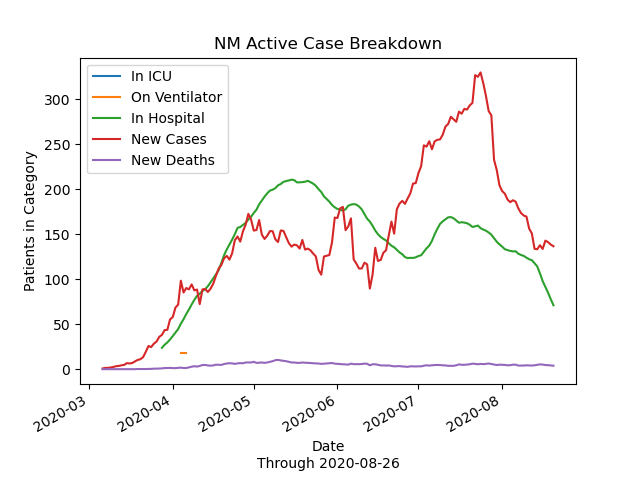 NM Active Case Breakdown
In ICU
On Ventilator
In Hospital
New Cases
New Deaths
Patients in Category
300
250
200
150
100
50
0
2020-03
2020-04
2020-05
2020-06
2020-07
2020-08
Date
Through 2020-08-26